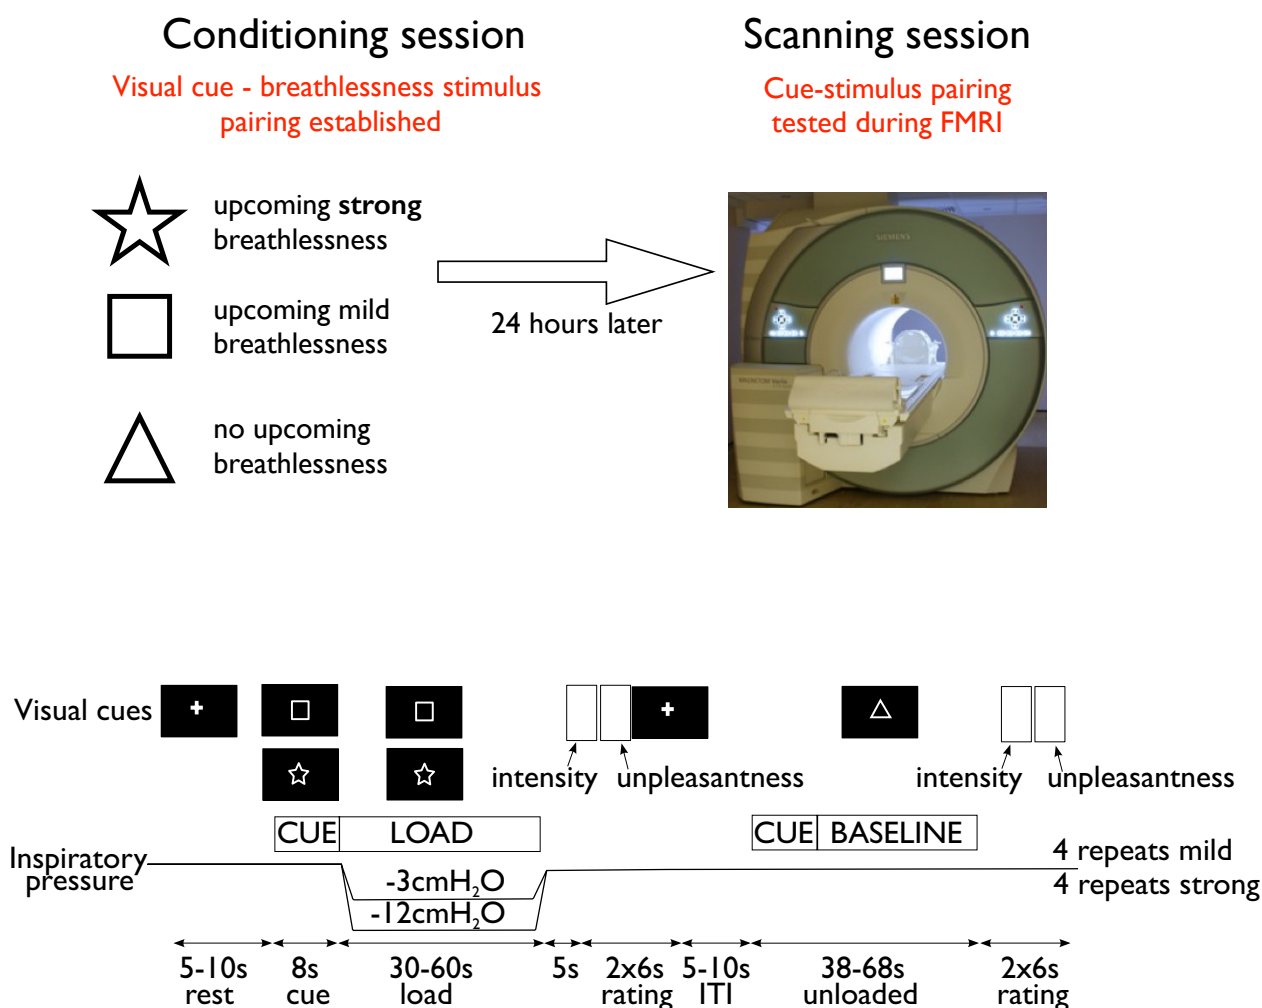 Conditioning session
Visual cue - breathlessness stimulus
pairing established
Scanning session
Cue-stimulus pairing
tested during FMRI
upcoming strong
breathlessness
upcoming mild
breathlessness
no upcoming
breathlessness
24 hours later
SIEMENS
Visual cues
intensity
unpleasantness
intensity
unpleasantness
CUE
LOAD
CUE
BASELINE
Inspiratory
pressure
-3cmH₂O
-12cmH₂O
4 repeats mild
4 repeats strong
5-10s
rest
8s
cue
30-60s
load
5s
2x6s
rating
5-10s
ITI
38-68s
unloaded
2x6s
rating